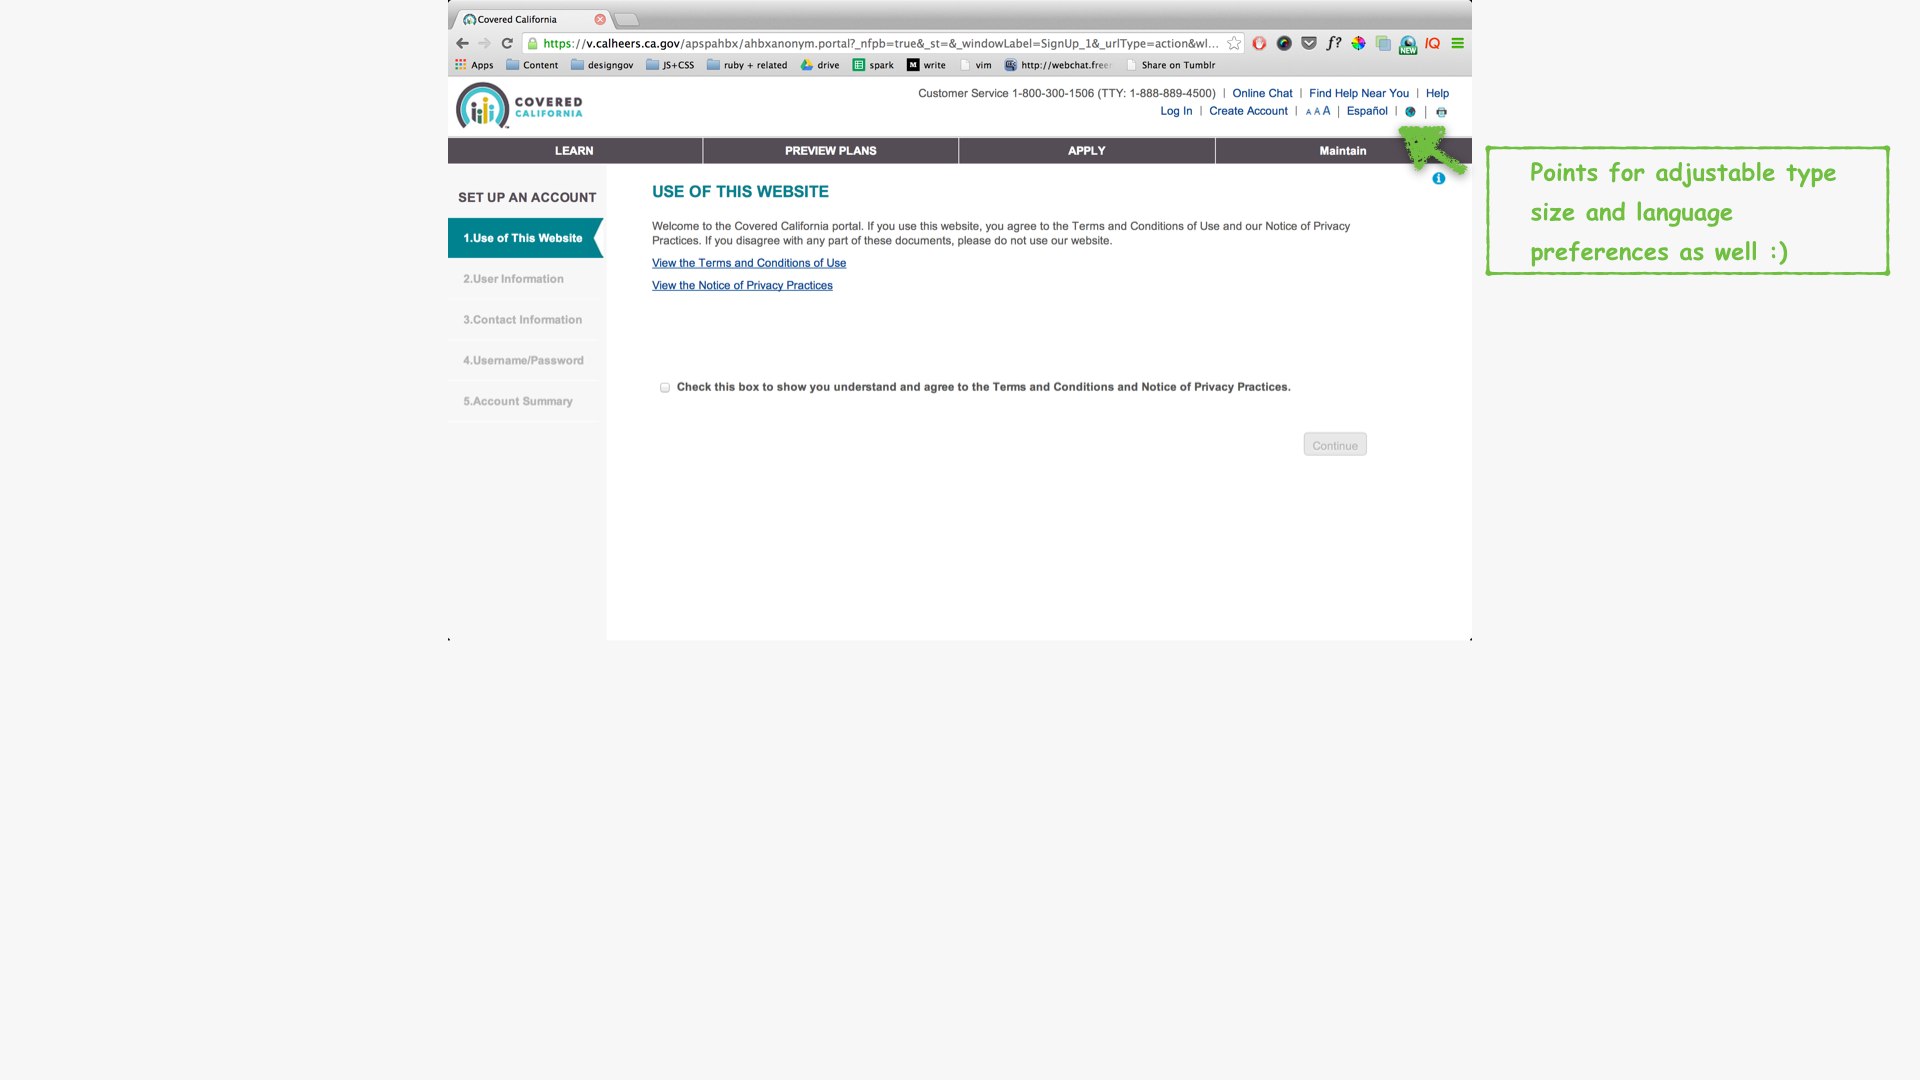 Covered California
https://v.calheers.ca.gov/apspahbx/ahbxanonym.portal?_nfpb=true&_st=&_windowLabel=SignUp_1&_urlType=action&wl...
f?
NEW
IQ
Apps
Content
designgov
JS+CSS
ruby + related
drive
spark
M write
vim
http://webchat.freen
Share on Tumblr
COVERED
CALIFORNIA
Customer Service 1-800-300-1506 (TTY: 1-888-889-4500) | Online Chat | Find Help Near You | Help
Log In | Create Account | A A A | Español | |
LEARN
PREVIEW PLANS
APPLY
Maintain
Points for adjustable type
size and language
preferences as well :)
SET UP AN ACCOUNT
1.Use of This Website
2.User Information
3.Contact Information
4.Username/Password
5.Account Summary
USE OF THIS WEBSITE
Welcome to the Covered California portal. If you use this website, you agree to the Terms and Conditions of Use and our Notice of Privacy
Practices. If you disagree with any part of these documents, please do not use our website.
View the Terms and Conditions of Use
View the Notice of Privacy Practices
Check this box to show you understand and agree to the Terms and Conditions and Notice of Privacy Practices.
Continue